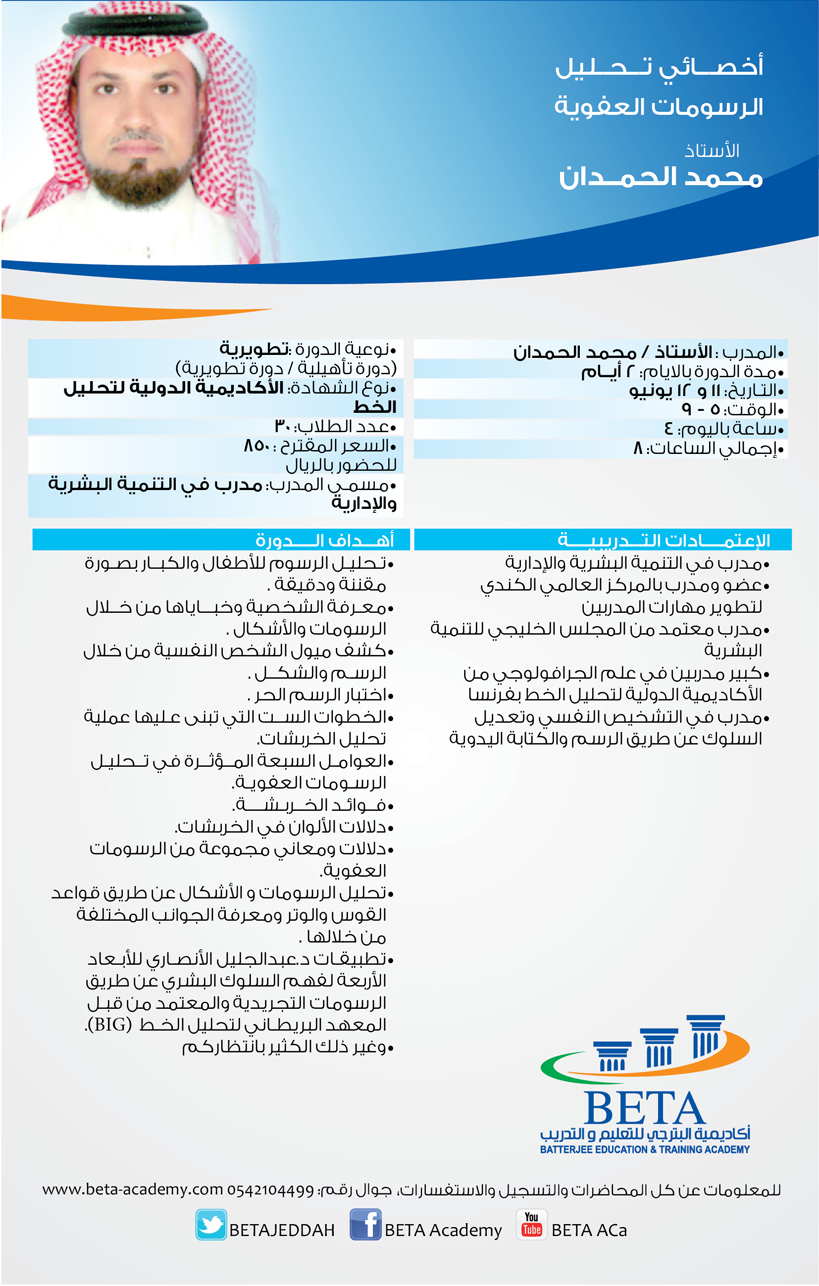 أخصائي تحليل
الرسومات العفوية
الأستاذ
محمد الحمدان
•المدرب : الأستاذ / محمد الحمدان
•مدة الدورة بالايام: ٢ أيام
•التاريخ: ١١ و ١٢ يونيو
•الوقت: ٥ - ٩
•ساعة باليوم: ٤
•إجمالي الساعات: ٨
•نوعية الدورة :تطويرية
(دورة تأهيلية / دورة تطويرية)
•نوع الشهادة: الأكاديمية الدولية لتحليل
الخط
•عدد الطلاب: ٣٠
•السعر المقترح : ٨٥٠
للحضور بالريال
•مسمى المدرب: مدرب في التنمية البشرية
والإدارية
الإعتمادات التدريبية
•مدرب في التنمية البشرية والإدارية
•عضو ومدرب بالمركز العالمي الكندي
لتطوير مهارات المدربين
•مدرب معتمد من المجلس الخليجي للتنمية
البشرية
•كبير مدربين في علم الجرافولوجي من
الأكاديمية الدولية لتحليل الخط بفرنسا
•مدرب في التشخيص النفسي وتعديل
السلوك عن طريق الرسم والكتابة اليدوية
أهداف الدورة
•تحليل الرسوم للأطفال والكبار بصورة
مقننة ودقيقة .
•معرفة الشخصية وخباياها من خلال
الرسومات والأشكال .
•كشف ميول الشخص النفسية من خلال
الرسم والشكل .
•اختبار الرسم الحر .
•الخطوات الست التي تبنى عليها عملية
تحليل الخربشات.
•العوامل السبعة المؤثرة في تحليل
الرسومات العفوية.
•فوائد الخربشة.
•دلالات الألوان في الخربشات.
•دلالات ومعاني مجموعة من الرسومات
العفوية.
•تحليل الرسومات و الأشكال عن طريق قواعد
القوس والوتر ومعرفة الجوانب المختلفة
من خلالها .
•تطبيقات د.عبدالجليل الأنصاري للأبعاد
الأربعة لفهم السلوك البشري عن طريق
الرسومات التجريدية والمعتمد من قبل
المعهد البريطاني لتحليل الخط (BIG).
•وغير ذلك الكثير بانتظاركم
BETA
أكاديمية البترجي للتعليم و التدريب
BATTERJEE EDUCATION & TRAINING ACADEMY
للمعلومات عن كل المحاضرات والتسجيل والاستفسارات، جوال رقم: 0542104499 www.beta-academy.com
BETAJEDDAH BETA Academy You Tube BETA ACa